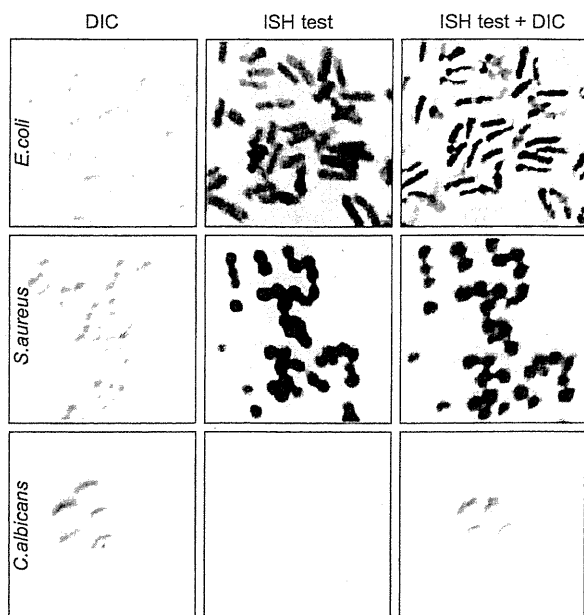 DIC ISH test ISH test + DIC
E.coli
S.aureus
C.albicans